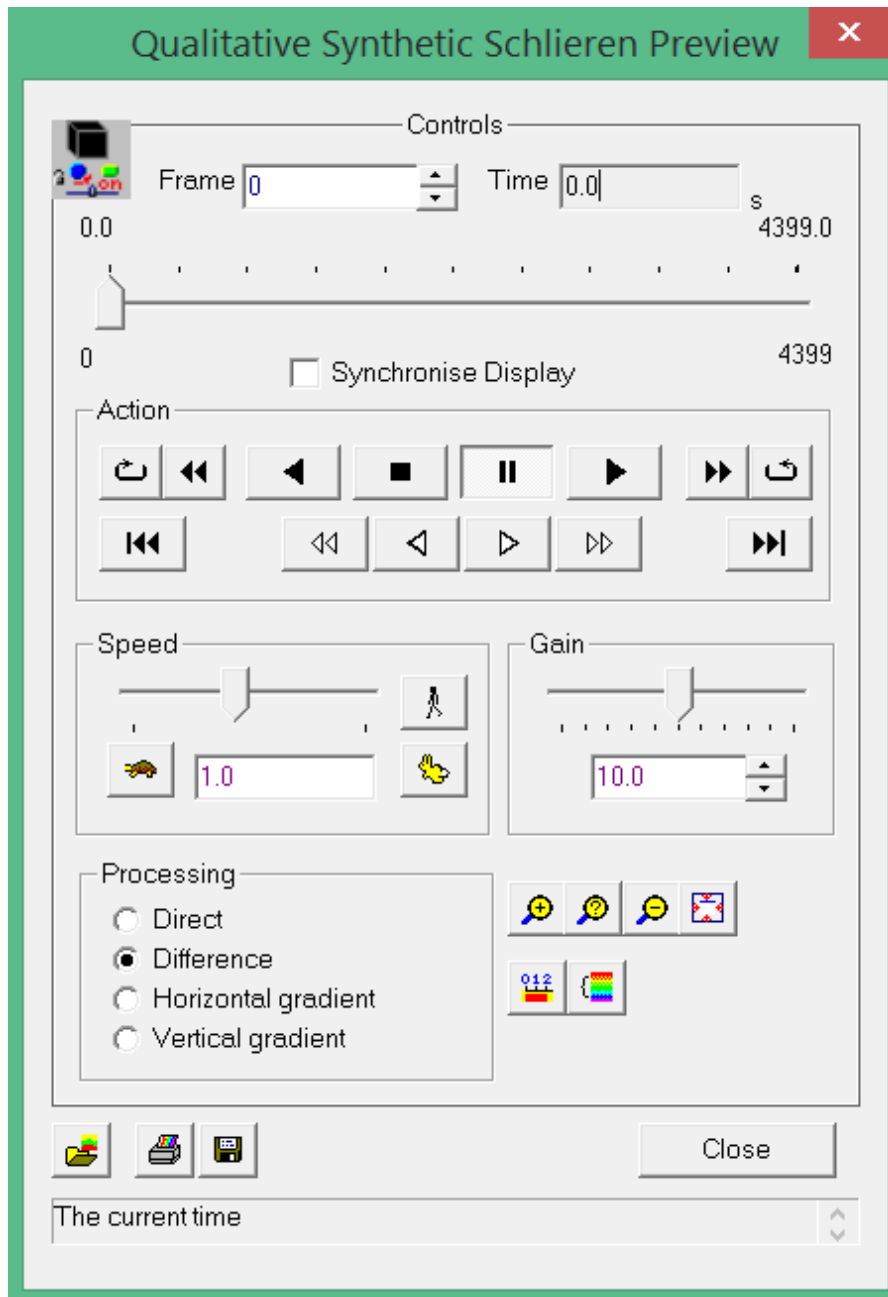 Qualitative Synthetic Schlieren Preview
Controls
on
Frame 0 Time 0.0 s
0.0 4399.0
0 4399
Synchronise Display
Action
Speed Gain
1.0 10.0
Processing
Direct
Difference
Horizontal gradient
Vertical gradient
012
Close
The current time